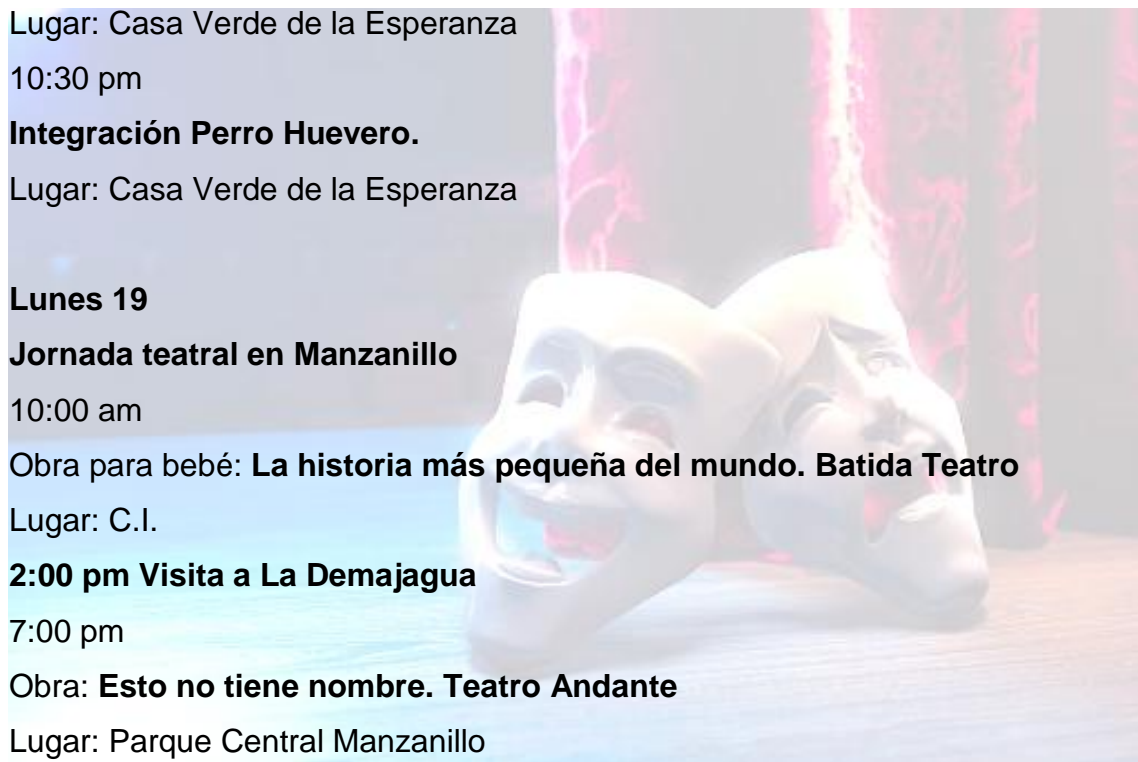 Lugar: Casa Verde de la Esperanza
10:30 pm
Integración Perro Huevero.
Lugar: Casa Verde de la Esperanza
Lunes 19
Jornada teatral en Manzanillo
10:00 am
Obra para bebé: La historia más pequeña del mundo. Batida Teatro
Lugar: C.I.
2:00 pm Visita a La Demajagua
7:00 pm
Obra: Esto no tiene nombre. Teatro Andante
Lugar: Parque Central Manzanillo